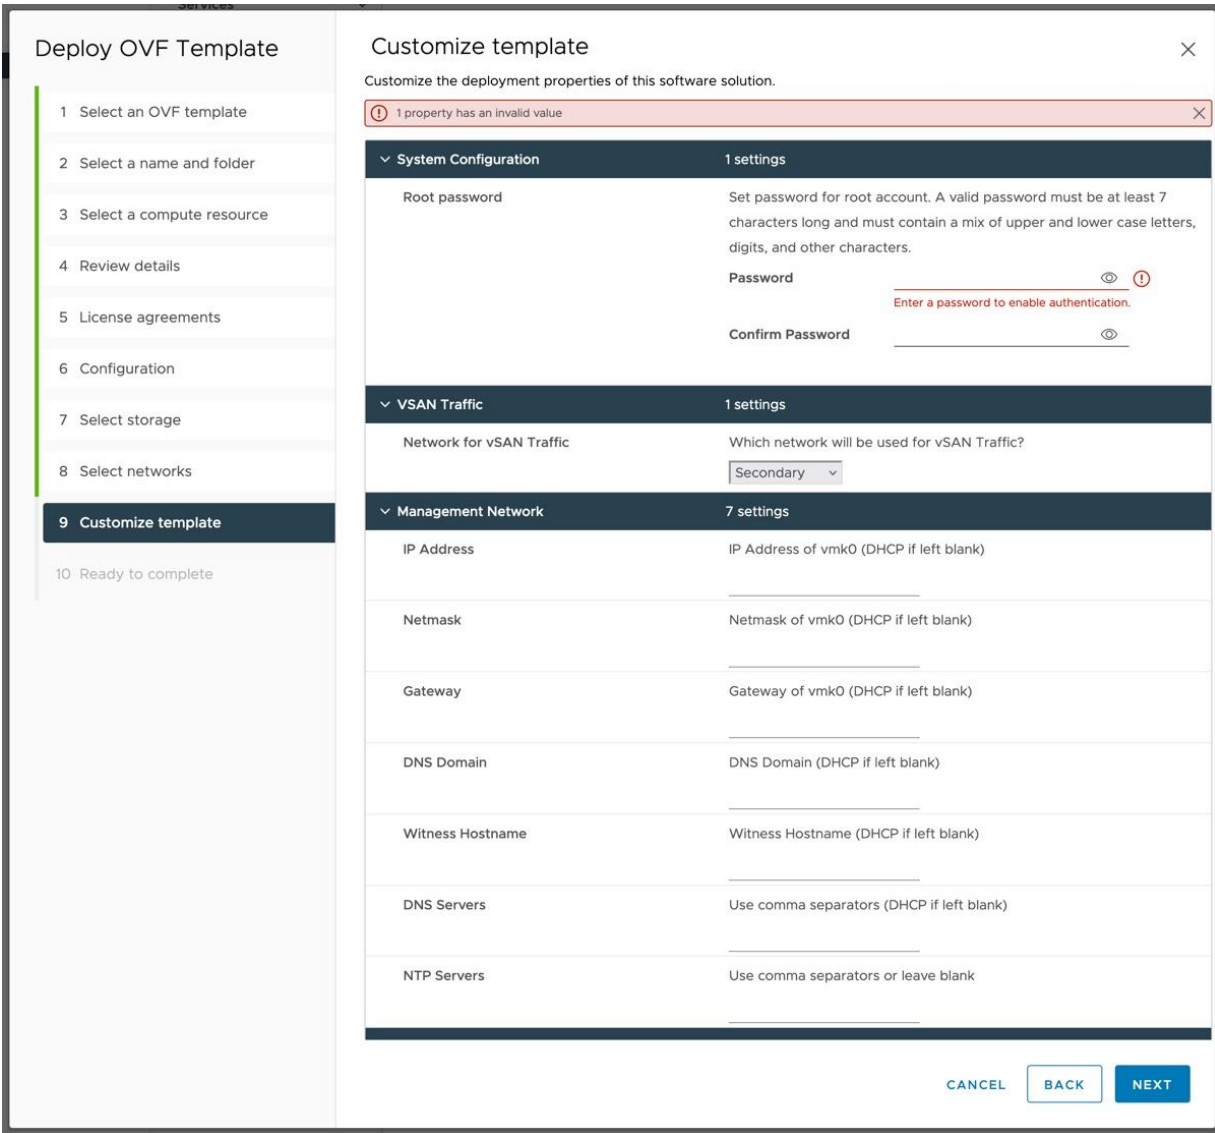 Services
Deploy OVF Template
1 Select an OVF template
2 Select a name and folder
3 Select a compute resource
4 Review details
5 License agreements
6 Configuration
7 Select storage
8 Select networks
9 Customize template
10 Ready to complete
Customize template
Customize the deployment properties of this software solution.
1 property has an invalid value
System Configuration 1 settings
Root password
Set password for root account. A valid password must be at least 7
characters long and must contain a mix of upper and lower case letters,
digits, and other characters.
Password
Enter a password to enable authentication.
Confirm Password
VSAN Traffic 1 settings
Network for vSAN Traffic Which network will be used for vSAN Traffic?
Secondary
Management Network 7 settings
IP Address IP Address of vmk0 (DHCP if left blank)
Netmask Netmask of vmk0 (DHCP if left blank)
Gateway Gateway of vmk0 (DHCP if left blank)
DNS Domain DNS Domain (DHCP if left blank)
Witness Hostname Witness Hostname (DHCP if left blank)
DNS Servers Use comma separators (DHCP if left blank)
NTP Servers Use comma separators or leave blank
CANCEL BACK NEXT